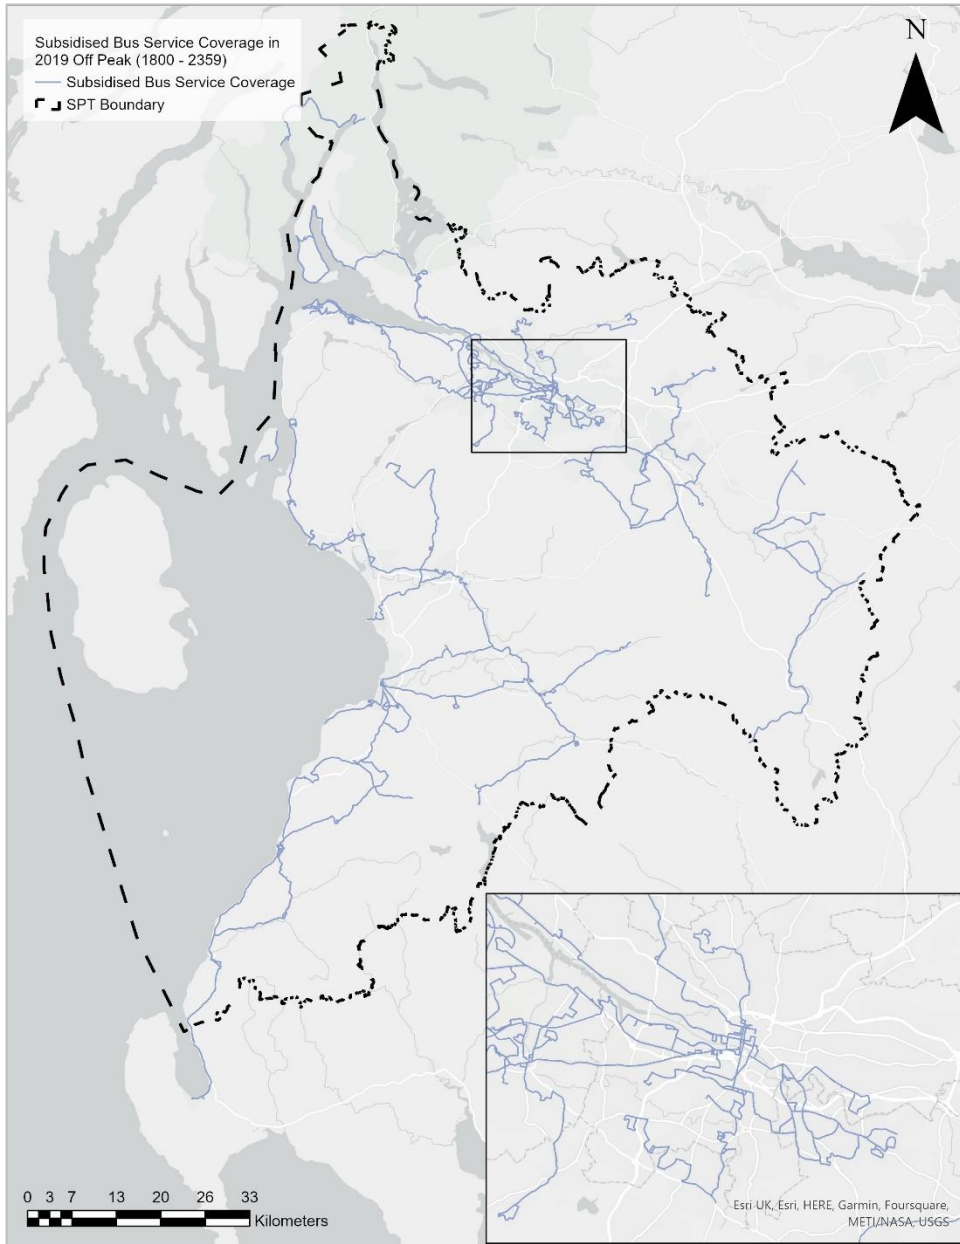 Subsidised Bus Service Coverage in
2019 Off Peak (1800 - 2359)
Subsidised Bus Service Coverage
SPT Boundary
N
0 3 7 13 20 26 33
Kilometers
Esri UK, Esri, HERE, Garmin, Foursquare,
METI/NASA, USGS